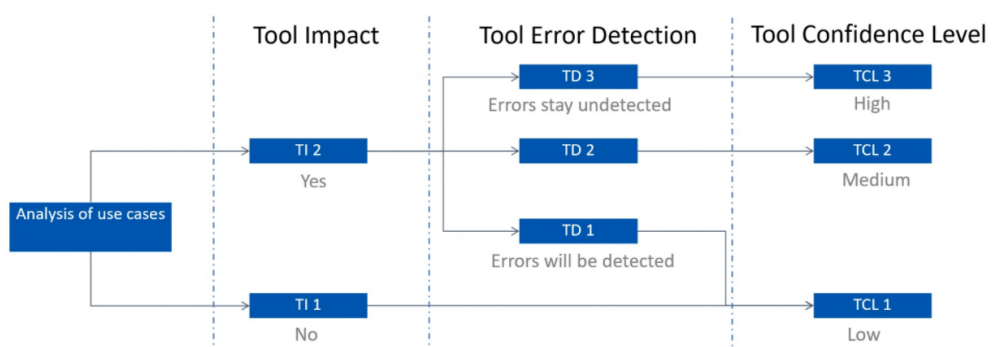 Tool Impact
Tool Error Detection
Tool Confidence Level
TD 3
TCL 3
Errors stay undetected
High
TI 2
TD 2
TCL 2
Yes
Medium
Analysis of use cases
TD 1
Errors will be detected
TI 1
TCL 1
No
Low